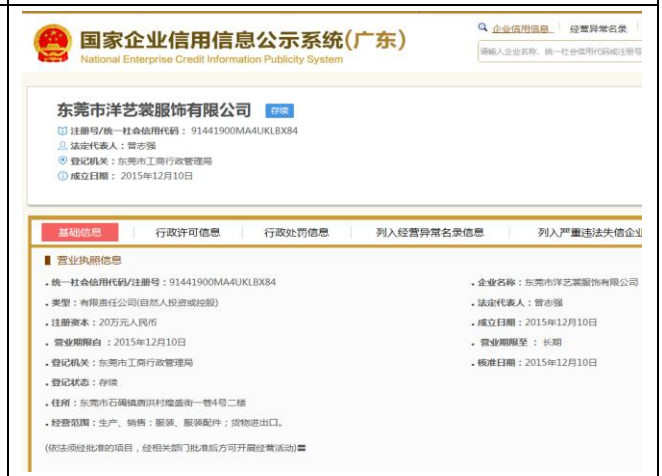 国家企业信用信息公示系统(广东)
National Enterprise Credit Information Publicity System
企业信用信息 经营异常名录
请输入企业名称、统一社会信用代码或注册号
东莞市洋艺裳服饰有限公司 存续
注册号/统一社会信用代码：91441900MA4UKLBX84
法定代表人：曾志强
登记机关：东莞市工商行政管理局
成立日期：2015年12月10日
基础信息 行政许可信息 行政处罚信息 列入经营异常名录信息 列入严重违法失信企业
营业执照信息
统一社会信用代码/注册号：91441900MA4UKLBX84 企业名称：东莞市洋艺裳服饰有限公司
类型：有限责任公司(自然人投资或控股) 法定代表人：曾志强
注册资本：20万元人民币 成立日期：2015年12月10日
营业期限自：2015年12月10日 营业期限至：长期
登记机关：东莞市工商行政管理局 核准日期：2015年12月10日
登记状态：存续
住所：东莞市石碣镇唐洪村煌盛街一巷4号二楼
经营范围：生产、销售：服装、服装配件；货物进出口。
(依法须经批准的项目，经相关部门批准后方可开展经营活动)〓